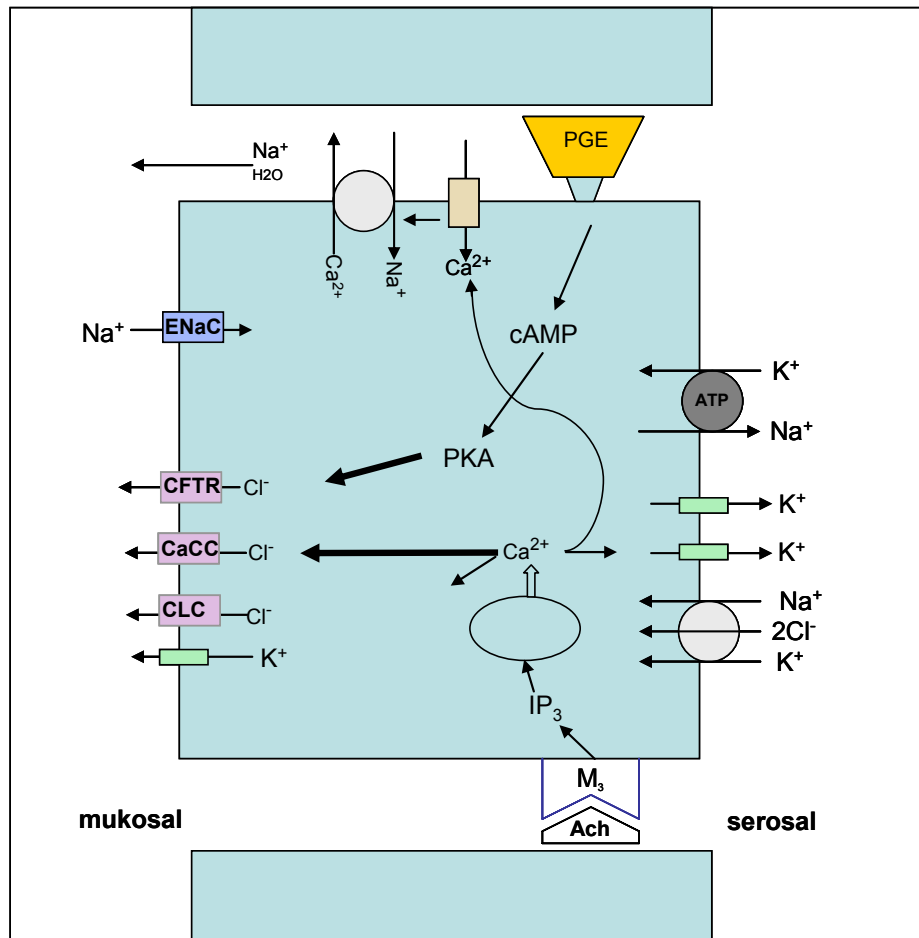 PGE
Na⁺
H2O
Ca²⁺
Na⁺
Ca²⁺
Na⁺
ENaC
cAMP
K⁺
ATP
Na⁺
PKA
CFTR
Cl⁻
K⁺
CaCC
Cl⁻
Ca²⁺
K⁺
CLC
Cl⁻
Na⁺
2Cl⁻
K⁺
K⁺
IP₃
M₃
mukosal
Ach
serosal